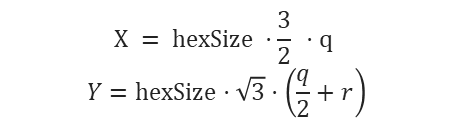 X = hexSize · 3/2 · q
Y = hexSize · √3 · (q/2 + r)